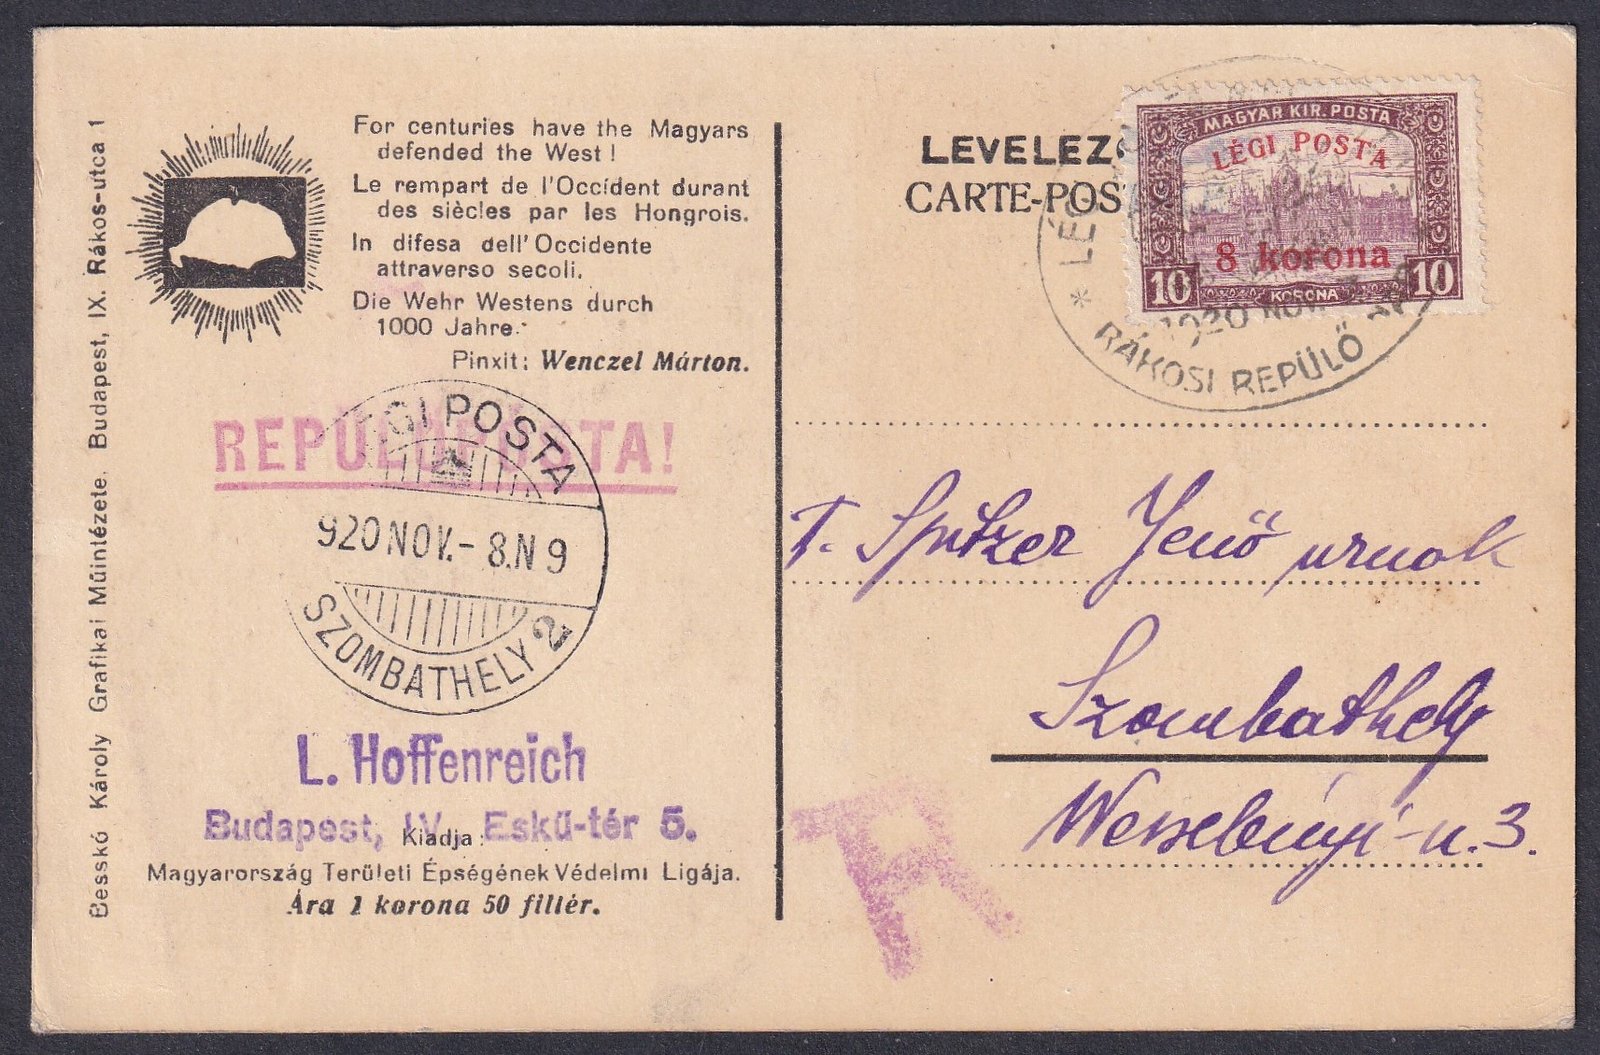 Besskó Károly Grafikai Műintézete. Budapest, IX. Rákos-utca 1
For centuries have the Magyars
defended the West !
Le rempart de l'Occident durant
des siècles par les Hongrois.
In difesa dell'Occidente
attraverso secoli.
Die Wehr Westens durch
1000 Jahre.
Pinxit: Wenczel Márton.
REPÜLŐPOSTA!
LÉGI POSTA
920 NOV.- 8.N 9
SZOMBATHELY 2
L. Hoffenreich
Budapest, IV. Eskü-tér 5.
Kiadja:
Magyarország Területi Épségének Védelmi Ligája.
Ára 1 korona 50 fillér.
LEVELEZ
CARTE-POS
MAGYAR KIR. POSTA
LÉGI POSTA
8 korona
10 KORONA 10
* LÉG
1920 NOV.
RÁKOSI REPÜLŐ
T. Spitzer Jenő urnak
Szombathely
Wesselényi-u. 3.